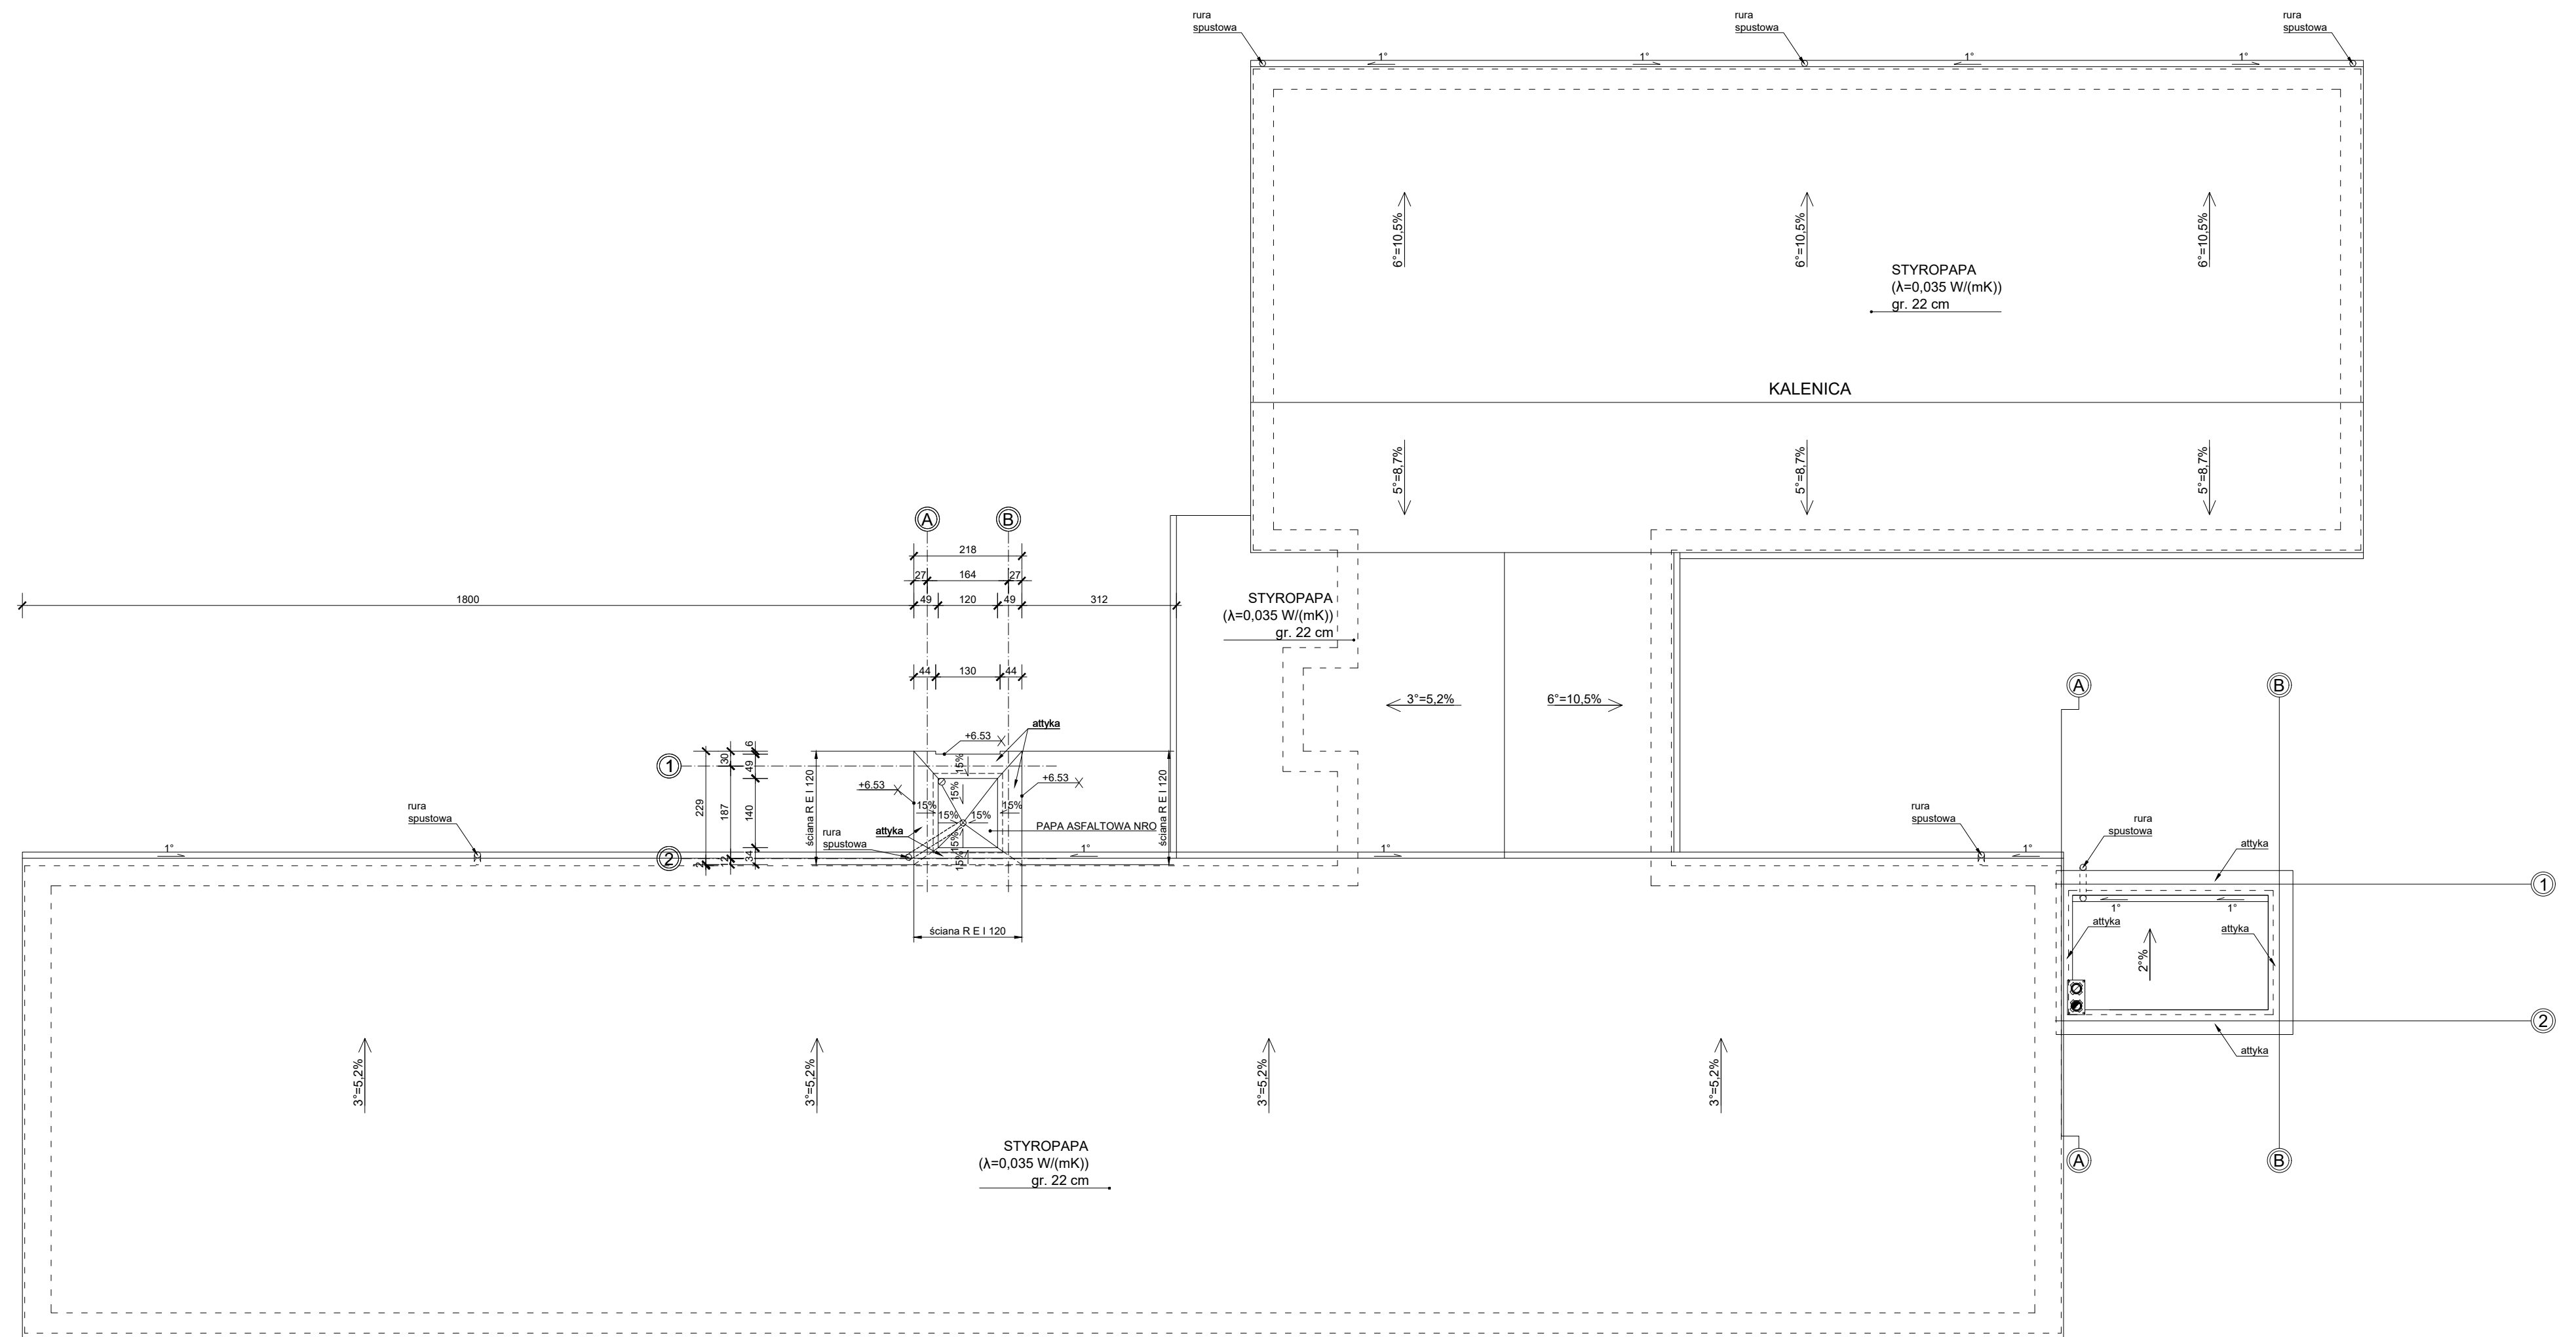 rura
spustowa
rura
spustowa
rura
spustowa
1°
1°
1°
1°
6°=10,5%
6°=10,5%
6°=10,5%
STYROPAPA
(λ=0,035 W/(mK))
gr. 22 cm
KALENICA
5°=8,7%
5°=8,7%
5°=8,7%
A
B
218
27
164
27
1800
49
120
49
312
STYROPAPA
(λ=0,035 W/(mK))
gr. 22 cm
44
130
44
3°=5,2%
6°=10,5%
A
B
attyka
+6.53
6
30
49
1
15%
+6.53
+6.53
ściana R E I 120
ściana R E I 120
229
187
140
15%
15%
15%
15%
15%
PAPA ASFALTOWA NRO
rura
spustowa
rura
spustowa
attyka
rura
spustowa
rura
spustowa
15%
15%
1°
2
2
12
34
1°
1°
1°
attyka
1
1°
1°
attyka
attyka
ściana R E I 120
2°%
2
attyka
3°=5,2%
3°=5,2%
3°=5,2%
3°=5,2%
STYROPAPA
(λ=0,035 W/(mK))
gr. 22 cm
A
B